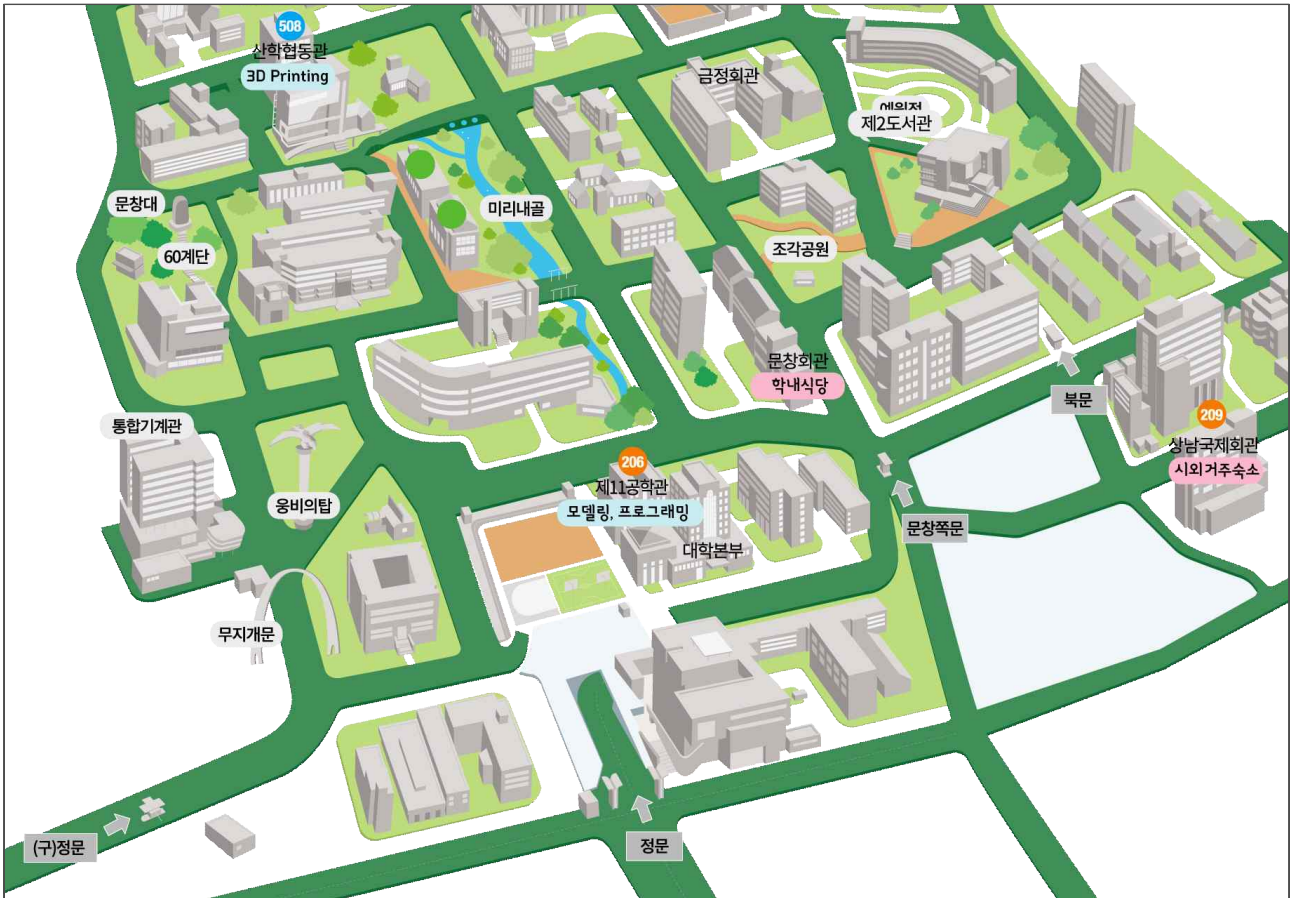 508
산학협동관
3D Printing
금정회관
예원정
제2도서관
문창대
미리내골
60계단
조각공원
문창회관
학내식당
북문
통합기계관
209
상남국제회관
시외거주숙소
206
제11공학관
모델링, 프로그래밍
웅비의탑
문창쪽문
대학본부
무지개문
(구)정문
정문